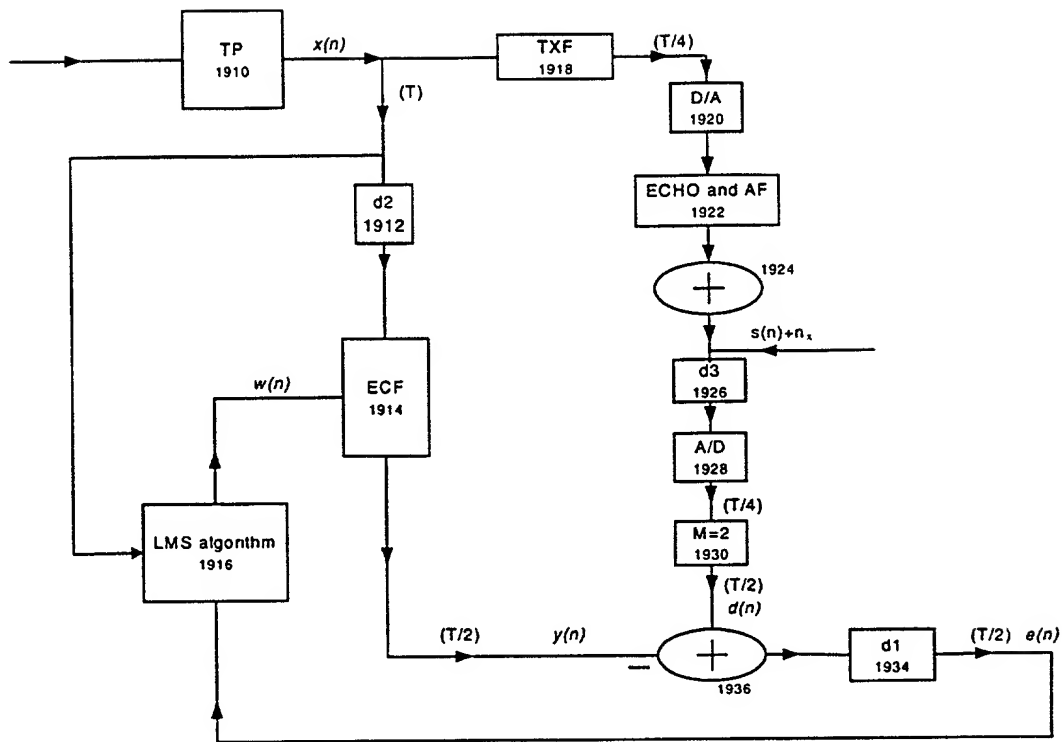 TP
1910
x(n)
TXF
1918
(T/4)
(T)
D/A
1920
d2
1912
ECHO and AF
1922
1924
+
s(n)+nₓ
d3
1926
w(n)
ECF
1914
A/D
1928
(T/4)
LMS algonthm
1916
M=2
1930
(T/2)
d(n)
(T/2)
y(n)
−
+
1936
d1
1934
(T/2)
e(n)